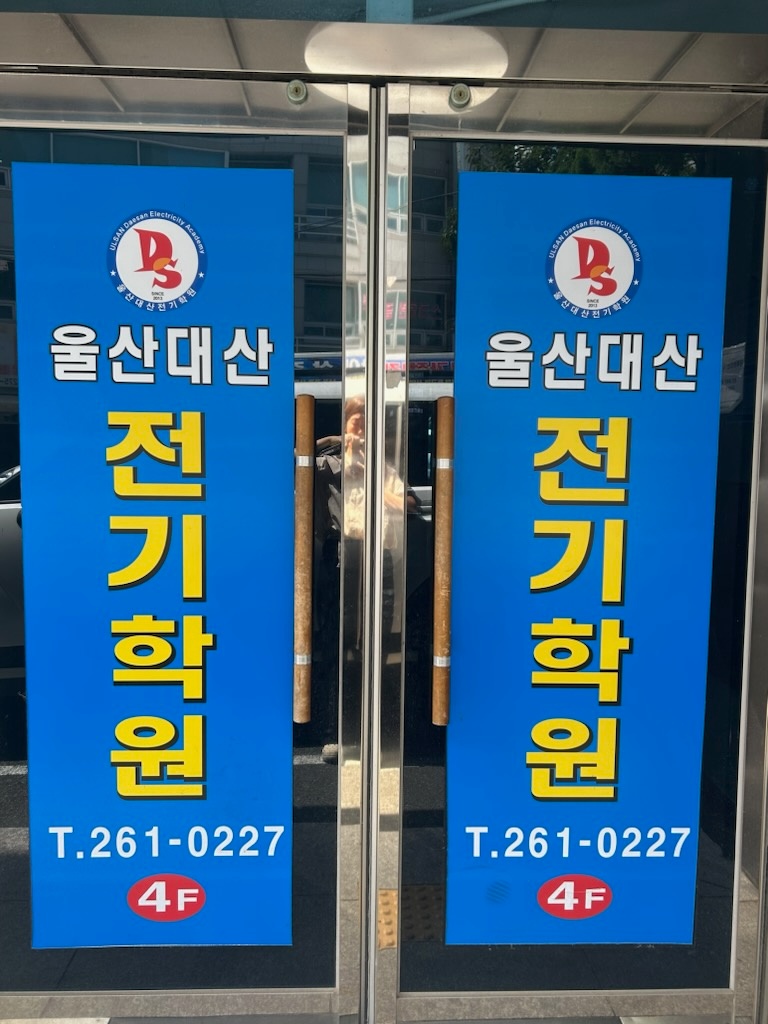 ULSAN Daesan Electricity Academy
DS
SINCE
2013
울산대산전기학원
울산대산
전
기
학
원
T.261-0227
4F
ULSAN Daesan Electricity Academy
DS
SINCE
2013
울산대산전기학원
울산대산
전
기
학
원
T.261-0227
4F